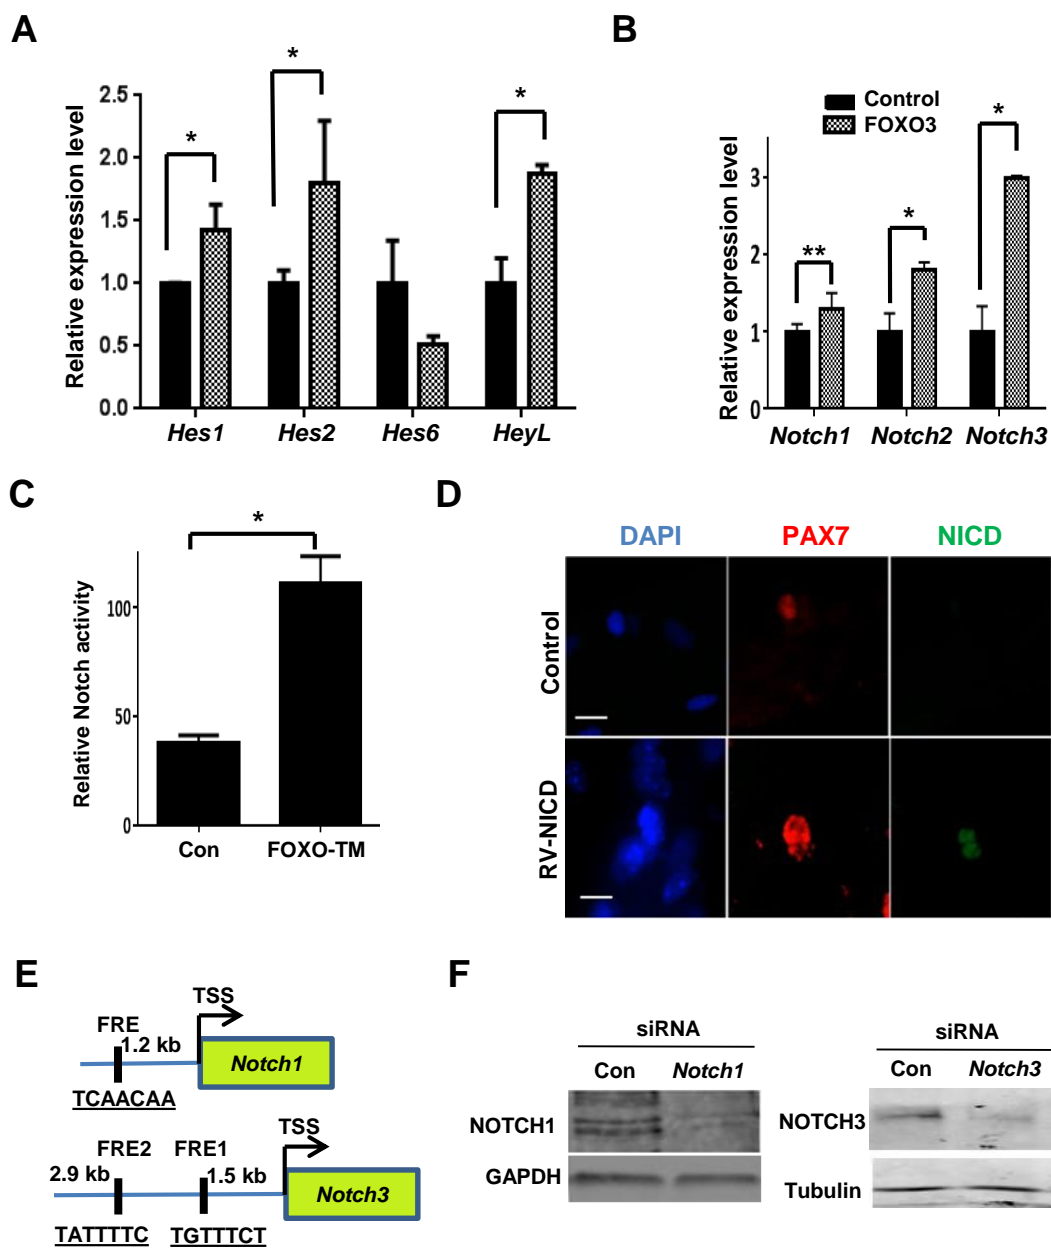 A
Relative expression level
2.5
2.0
1.5
1.0
0.5
0.0
*
*
*
Hes1 Hes2 Hes6 HeyL
B
Control
FOXO3
Relative expression level
3
2
1
0
**
*
*
Notch1 Notch2 Notch3
C
Relative Notch activity
100
50
0
*
Con FOXO-TM
D
DAPI PAX7 NICD
Control
RV-NICD
E
TSS
FRE
1.2 kb
Notch1
TCAACAA
TSS
FRE2 FRE1
2.9 kb 1.5 kb
Notch3
TATTTTC TGTTTCT
F
siRNA
Con Notch1
NOTCH1
GAPDH
siRNA
Con Notch3
NOTCH3
Tubulin